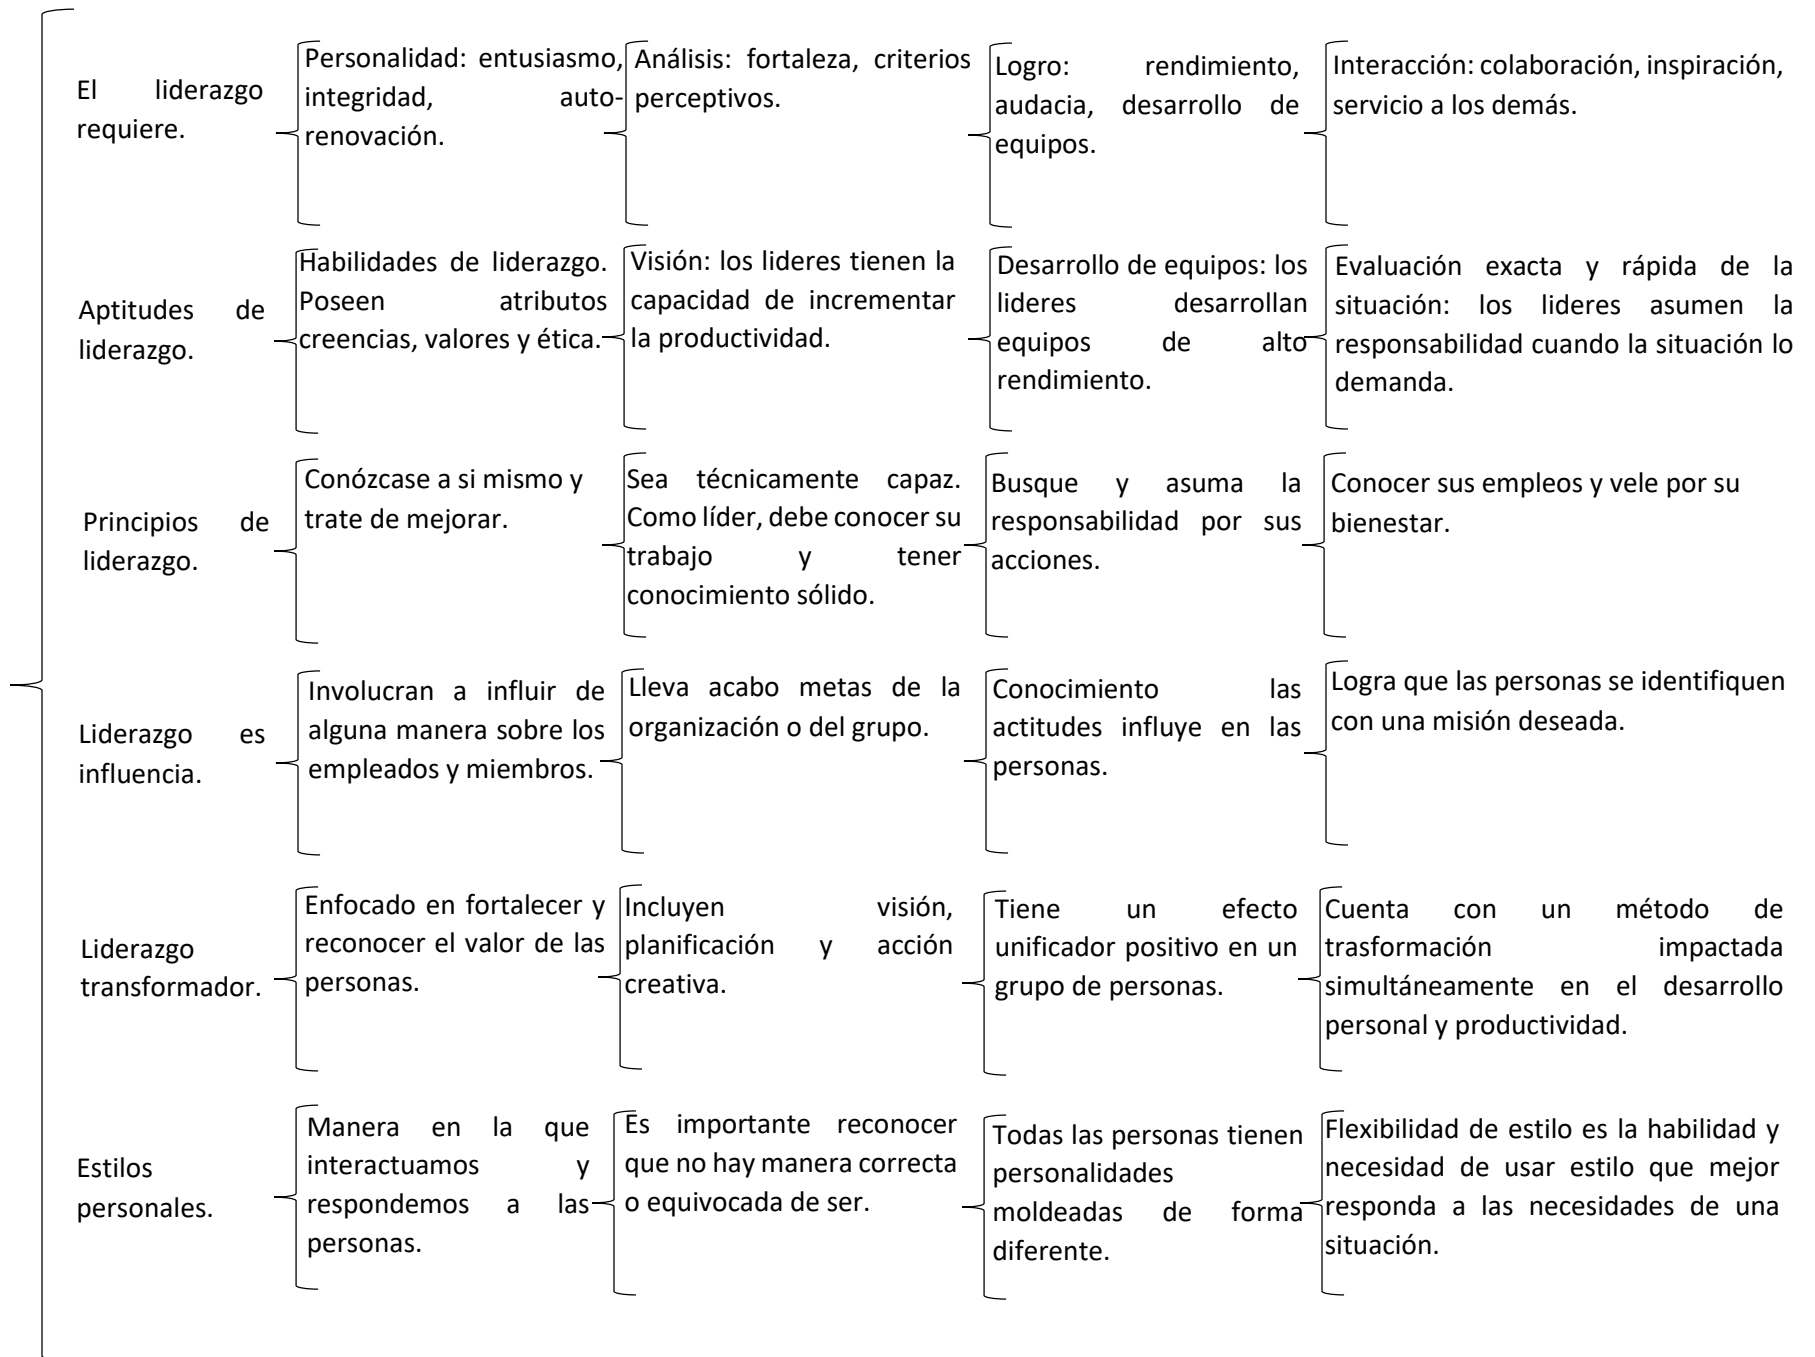 El liderazgo
requiere.
Personalidad: entusiasmo,
integridad, auto-
renovación.
Análisis: fortaleza, criterios
perceptivos.
Logro: rendimiento,
audacia, desarrollo de
equipos.
Interacción: colaboración, inspiración,
servicio a los demás.
Aptitudes de
liderazgo.
Habilidades de liderazgo.
Poseen atributos
creencias, valores y ética.
Visión: los lideres tienen la
capacidad de incrementar
la productividad.
Desarrollo de equipos: los
lideres desarrollan
equipos de alto
rendimiento.
Evaluación exacta y rápida de la
situación: los lideres asumen la
responsabilidad cuando la situación lo
demanda.
Principios de
liderazgo.
Conózcase a si mismo y
trate de mejorar.
Sea técnicamente capaz.
Como líder, debe conocer su
trabajo y tener
conocimiento sólido.
Busque y asuma la
responsabilidad por sus
acciones.
Conocer sus empleos y vele por su
bienestar.
Liderazgo es
influencia.
Involucran a influir de
alguna manera sobre los
empleados y miembros.
Lleva acabo metas de la
organización o del grupo.
Conocimiento las
actitudes influye en las
personas.
Logra que las personas se identifiquen
con una misión deseada.
Liderazgo
transformador.
Enfocado en fortalecer y
reconocer el valor de las
personas.
Incluyen visión,
planificación y acción
creativa.
Tiene un efecto
unificador positivo en un
grupo de personas.
Cuenta con un método de
trasformación impactada
simultáneamente en el desarrollo
personal y productividad.
Estilos
personales.
Manera en la que
interactuamos y
respondemos a las
personas.
Es importante reconocer
que no hay manera correcta
o equivocada de ser.
Todas las personas tienen
personalidades
moldeadas de forma
diferente.
Flexibilidad de estilo es la habilidad y
necesidad de usar estilo que mejor
responda a las necesidades de una
situación.